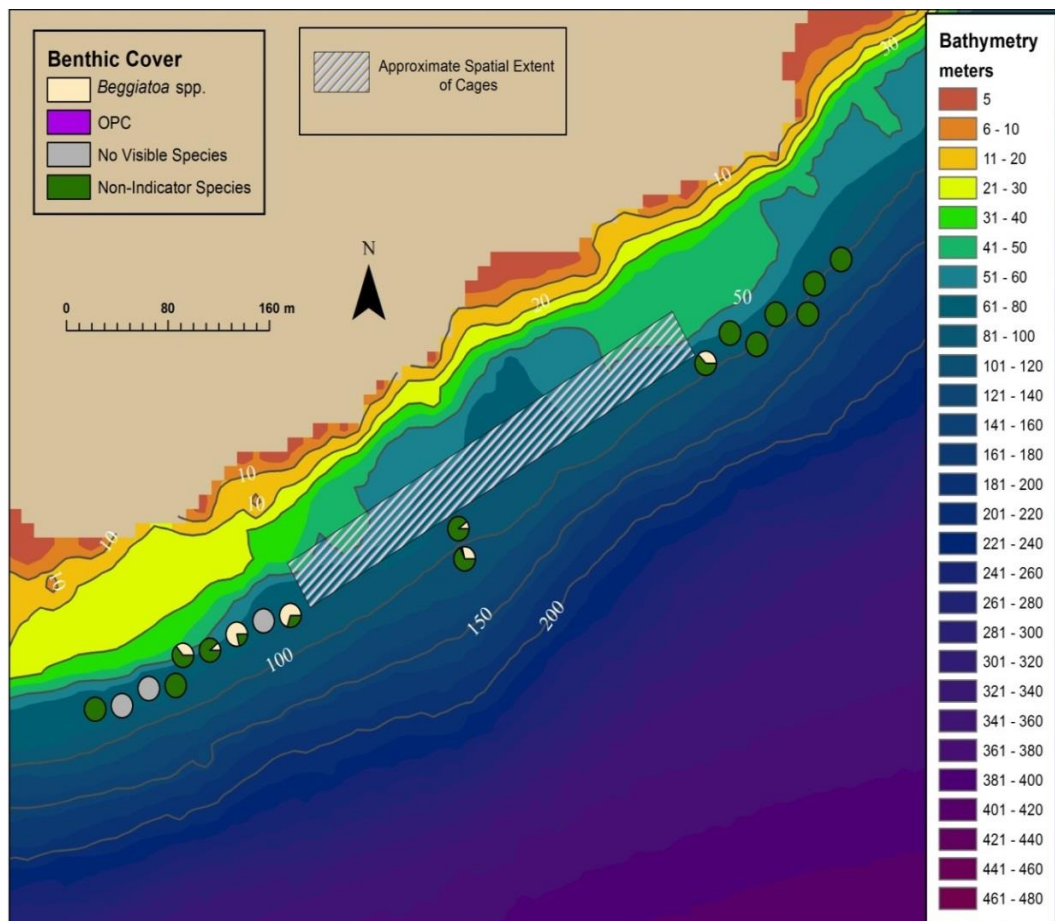 Benthic Cover
Beggiatoa spp.
OPC
No Visible Species
Non-Indicator Species
Approximate Spatial Extent
of Cages
N
0 80 160 m
30
10
20
50
10
10
10
10
100
150
200
Bathymetry
meters
5
6 - 10
11 - 20
21 - 30
31 - 40
41 - 50
51 - 60
61 - 80
81 - 100
101 - 120
121 - 140
141 - 160
161 - 180
181 - 200
201 - 220
221 - 240
241 - 260
261 - 280
281 - 300
301 - 320
321 - 340
341 - 360
361 - 380
381 - 400
401 - 420
421 - 440
441 - 460
461 - 480